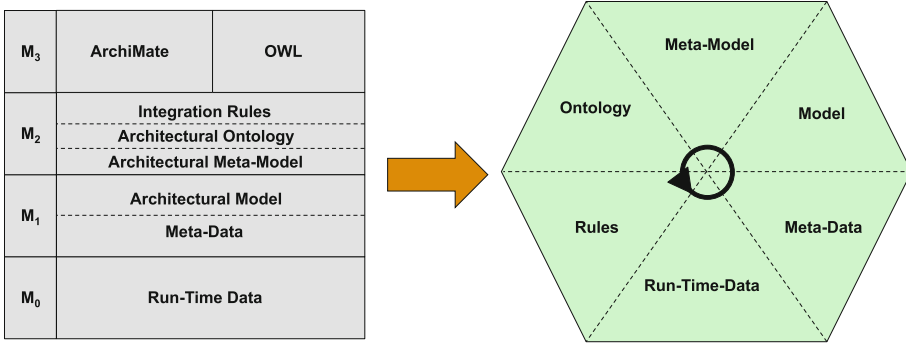 M3
ArchiMate
OWL
M2
Integration Rules
Architectural Ontology
Architectural Meta-Model
M1
Architectural Model
Meta-Data
M0
Run-Time Data
Meta-Model
Ontology
Model
Rules
Meta-Data
Run-Time-Data